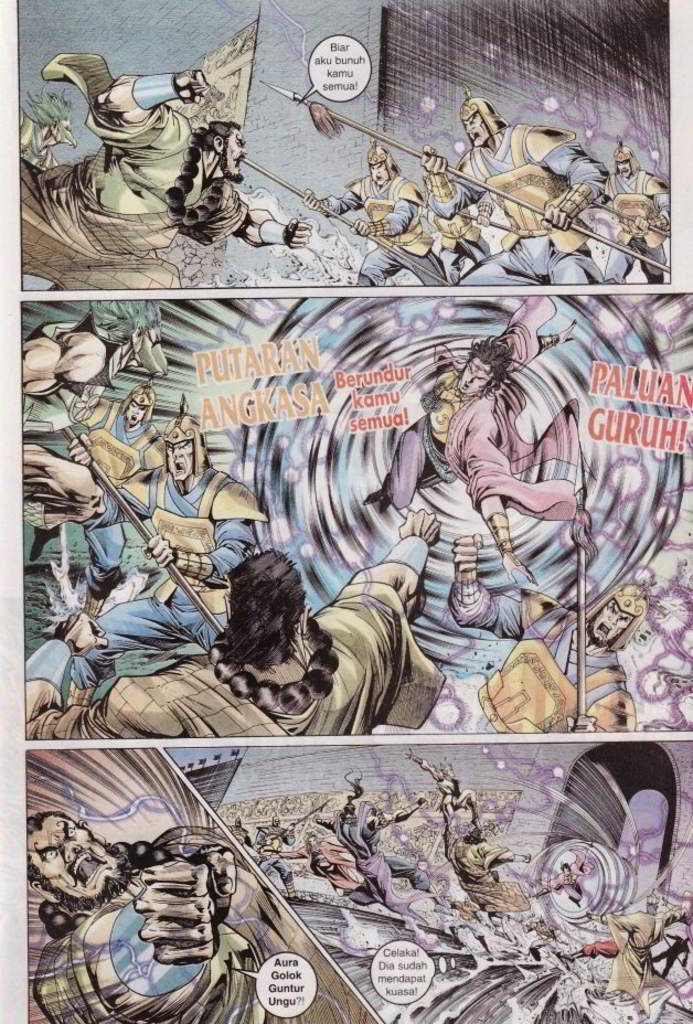 Biar
aku bunuh
kamu
semua!
PUTARAN
ANGKASA
Berundur
kamu
semua!
PALUAN
GURUH!
Aura
Golok
Guntur
Ungu?!
Celaka!
Dia sudah
mendapat
kuasa!